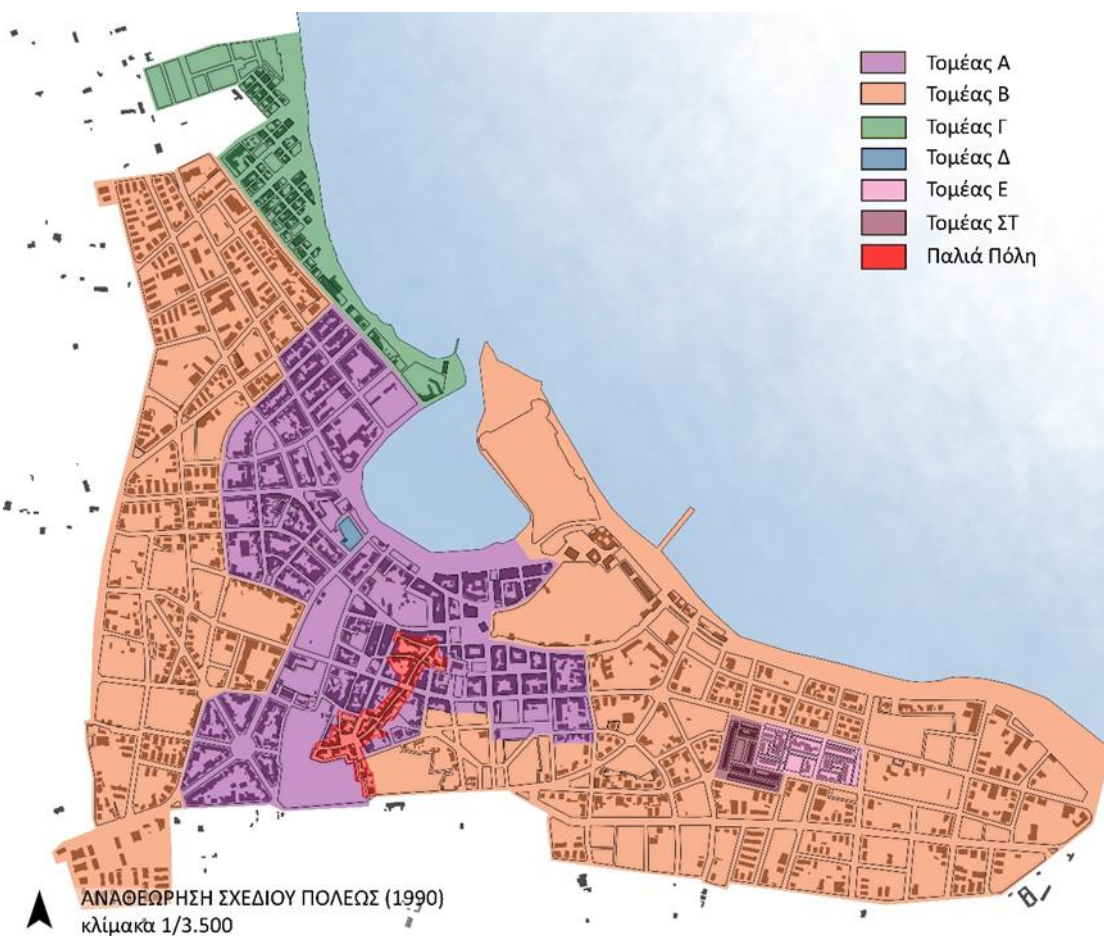 Τομέας Α
Τομέας Β
Τομέας Γ
Τομέας Δ
Τομέας Ε
Τομέας ΣΤ
Παλιά Πόλη
ΑΝΑΘΕΩΡΗΣΗ ΣΧΕΔΙΟΥ ΠΟΛΕΩΣ (1990)
κλίμακα 1/3.500